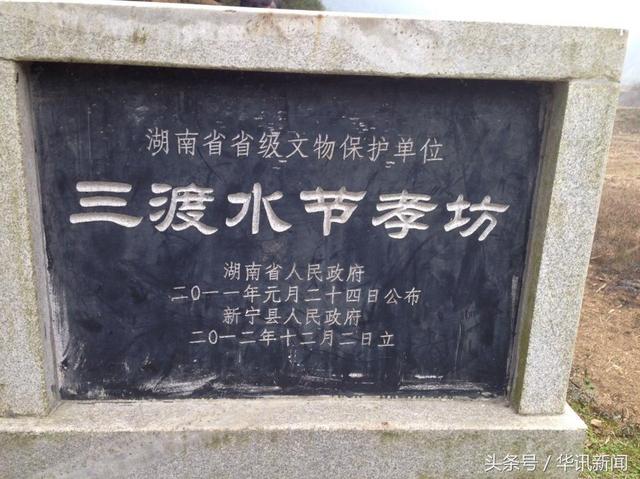 湖南省省级文物保护单位
三渡水节孝坊
湖南省人民政府
二〇一一年元月二十四日公布
新宁县人民政府
二〇一二年十二月二日立
头条号／华讯新闻